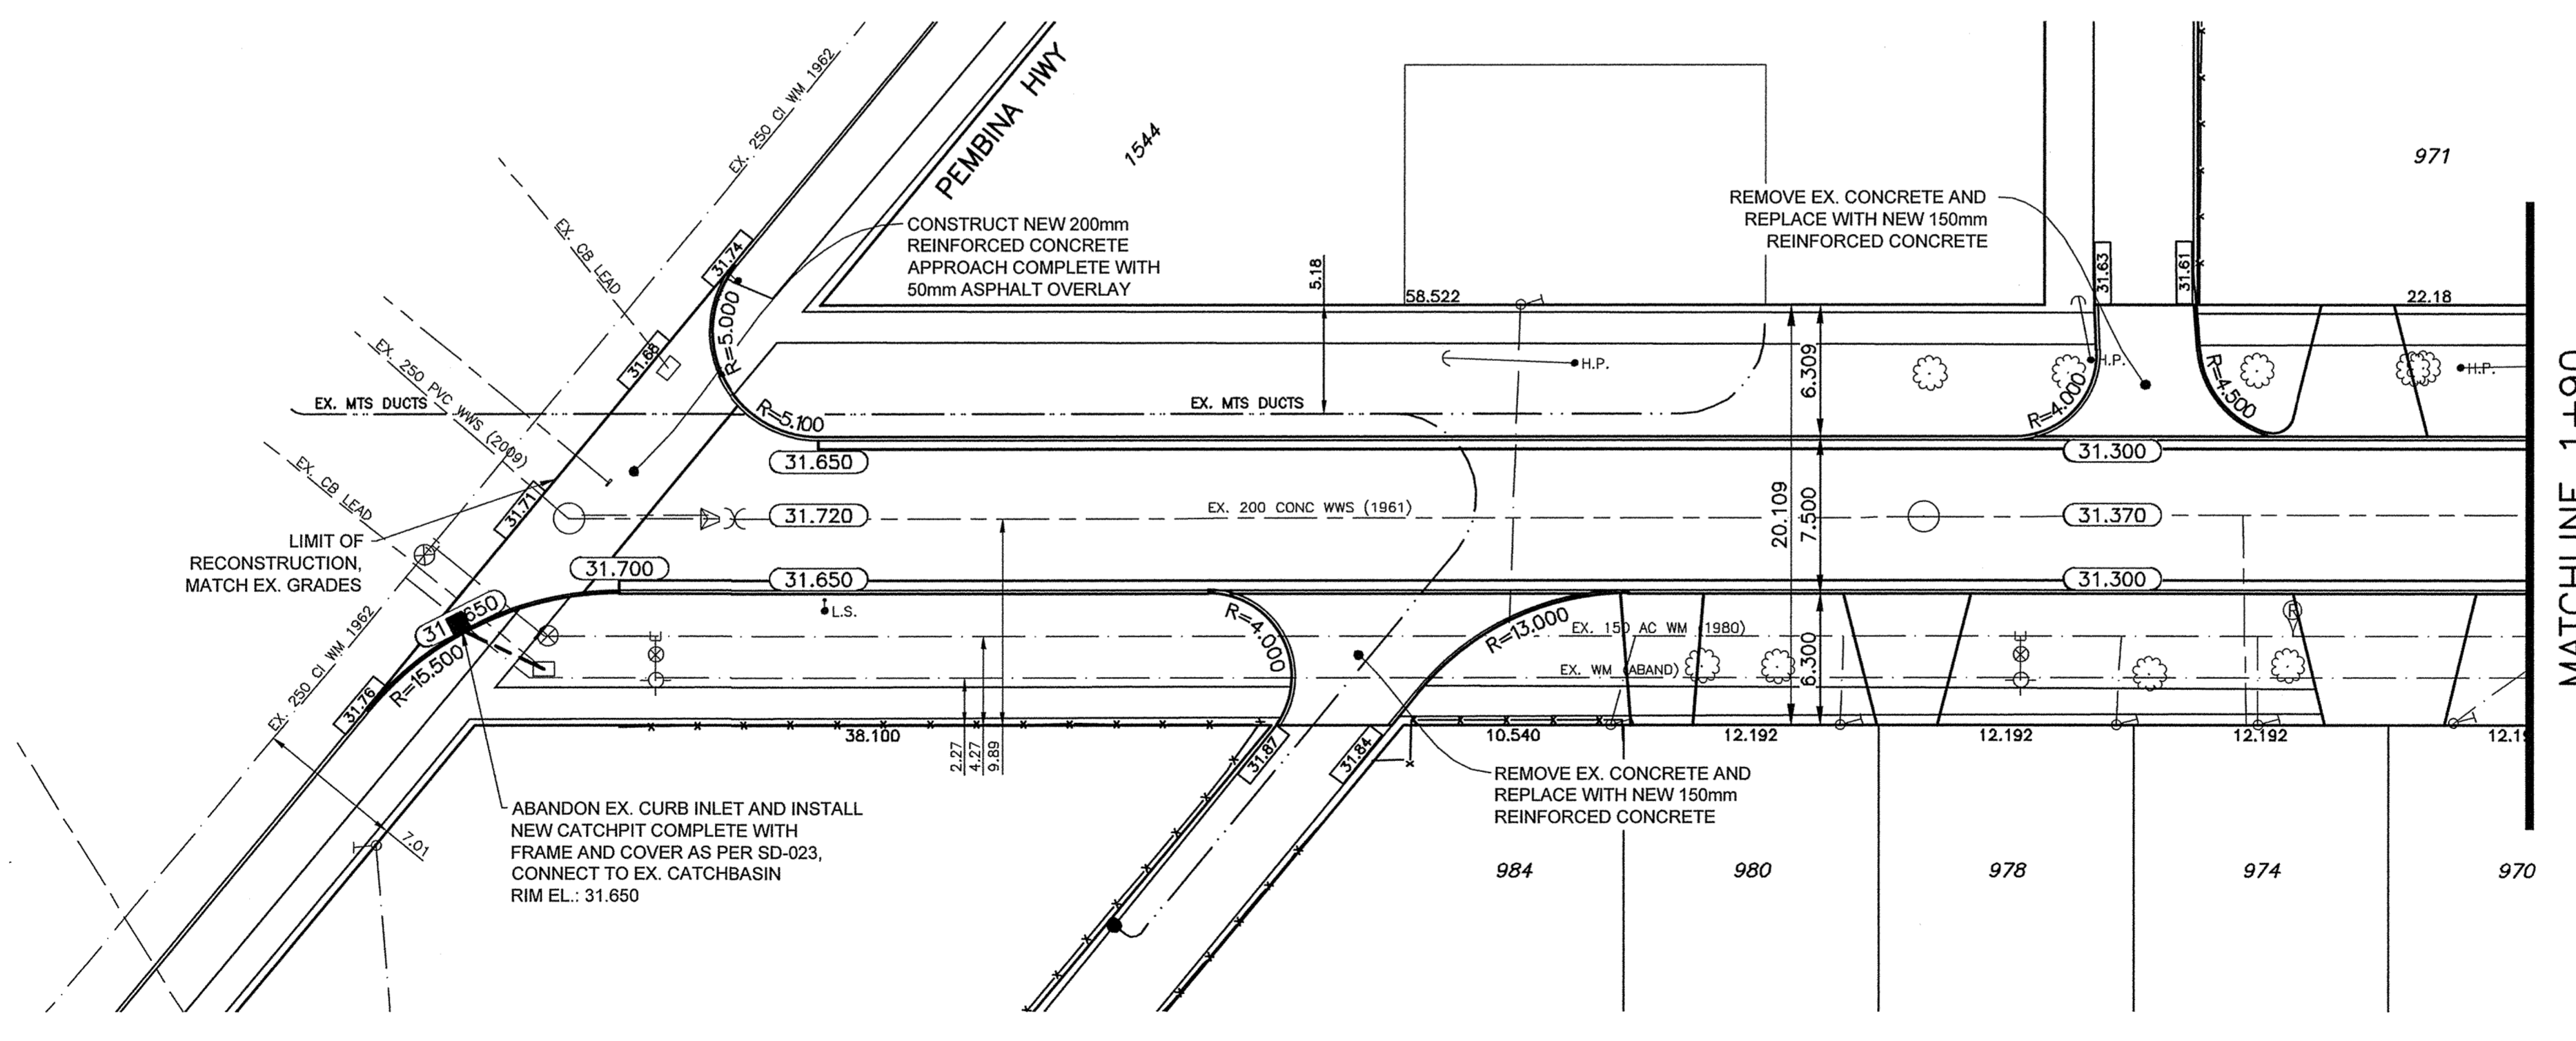 EX. 250 CI WM 1962
PEMBINA HWY
1544
971
EX. CB LEAD
31.74
CONSTRUCT NEW 200mm
REINFORCED CONCRETE
APPROACH COMPLETE WITH
50mm ASPHALT OVERLAY
REMOVE EX. CONCRETE AND
REPLACE WITH NEW 150mm
REINFORCED CONCRETE
5.18
58.522
31.63
31.61
22.18
R=5.000
31.68
EX. 250 PVC WWS (2009)
H.P.
H.P.
H.P.
6.309
EX. MTS DUCTS
EX. MTS DUCTS
R=5.100
R=4.000
R=4.500
31.650
31.300
EX. CB LEAD
31.71
31.720
EX. 200 CONC WWS (1961)
20.109
7.500
31.370
MATCHLINE 1+90
LIMIT OF
RECONSTRUCTION,
MATCH EX. GRADES
31.700
31.650
31.300
31.650
L.S.
R=4.000
R=13.000
EX. 150 AC WM (1980)
EX. WM (ABAND)
6.300
R
R=15.500
31.76
EX. 250 CI WM 1962
38.100
2.27
4.27
9.89
31.87
31.84
10.540
12.192
12.192
12.192
12.19
7.01
ABANDON EX. CURB INLET AND INSTALL
NEW CATCHPIT COMPLETE WITH
FRAME AND COVER AS PER SD-023,
CONNECT TO EX. CATCHBASIN
RIM EL.: 31.650
REMOVE EX. CONCRETE AND
REPLACE WITH NEW 150mm
REINFORCED CONCRETE
984
980
978
974
970